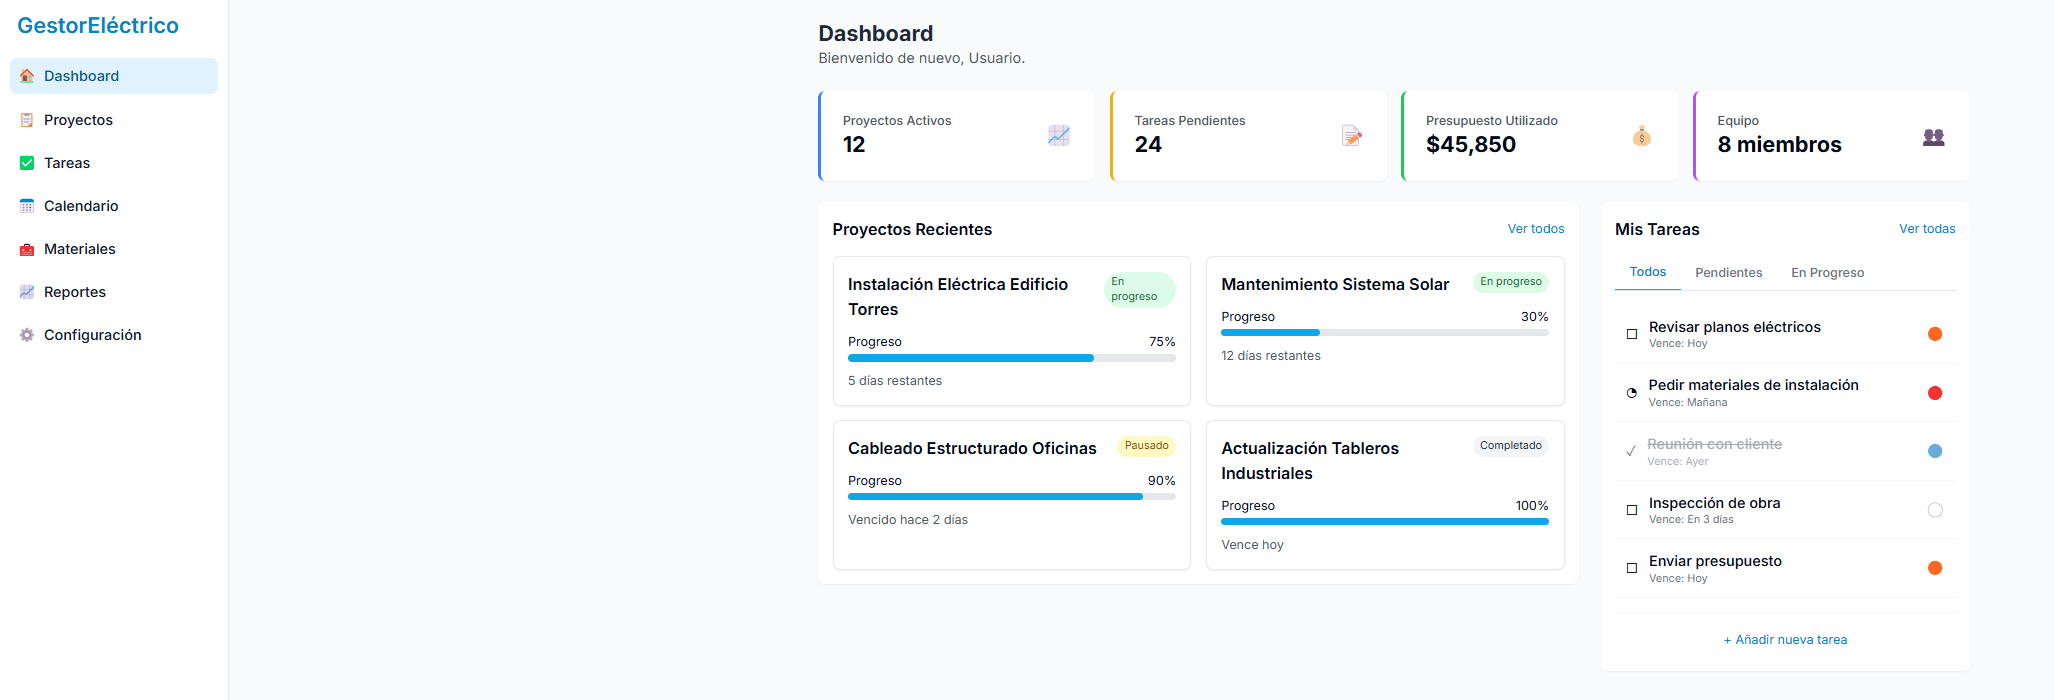 GestorEléctrico
Dashboard
Proyectos
Tareas
Calendario
Materiales
Reportes
Configuración
Dashboard
Bienvenido de nuevo, Usuario.
Proyectos Activos
12
Tareas Pendientes
24
Presupuesto Utilizado
$45,850
Equipo
8 miembros
Proyectos Recientes
Ver todos
Instalación Eléctrica Edificio
Torres
En
progreso
Progreso
75%
5 días restantes
Mantenimiento Sistema Solar
En progreso
Progreso
30%
12 días restantes
Cableado Estructurado Oficinas
Pausado
Progreso
90%
Vencido hace 2 días
Actualización Tableros
Industriales
Completado
Progreso
100%
Vence hoy
Mis Tareas
Ver todas
Todos
Pendientes
En Progreso
Revisar planos eléctricos
Vence: Hoy
Pedir materiales de instalación
Vence: Mañana
Reunión con cliente
Vence: Ayer
Inspección de obra
Vence: En 3 días
Enviar presupuesto
Vence: Hoy
+ Añadir nueva tarea